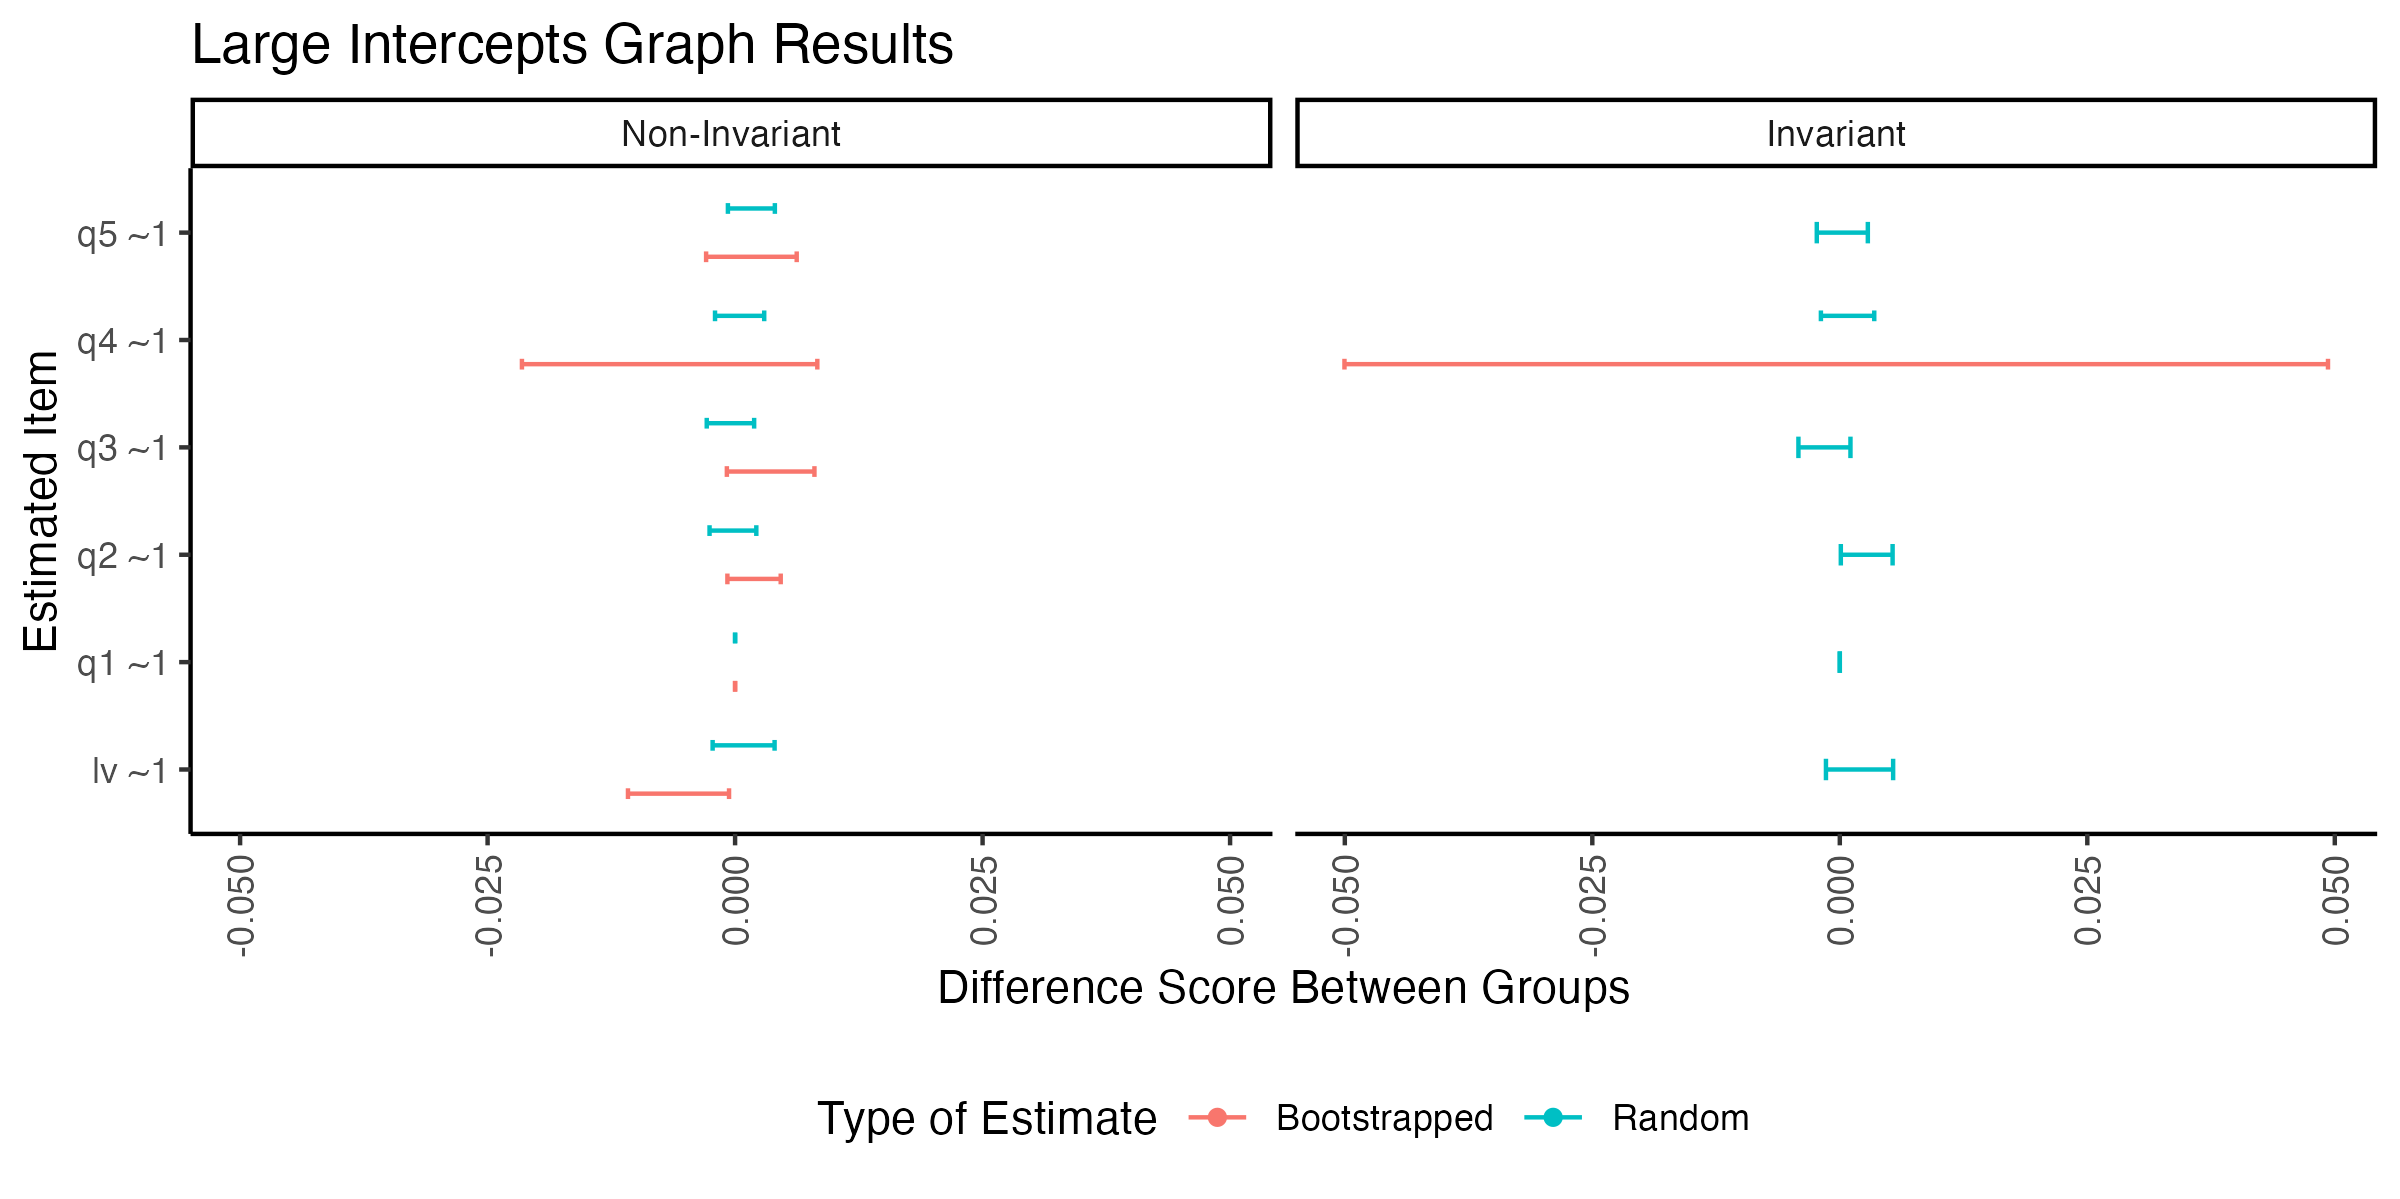 Large Intercepts Graph Results
Non-Invariant
Invariant
Estimated Item
q5 ~1
q4 ~1
q3 ~1
q2 ~1
q1 ~1
lv ~1
-0.050
-0.025
0.000
0.025
0.050
-0.050
-0.025
0.000
0.025
0.050
Difference Score Between Groups
Type of Estimate Bootstrapped Random